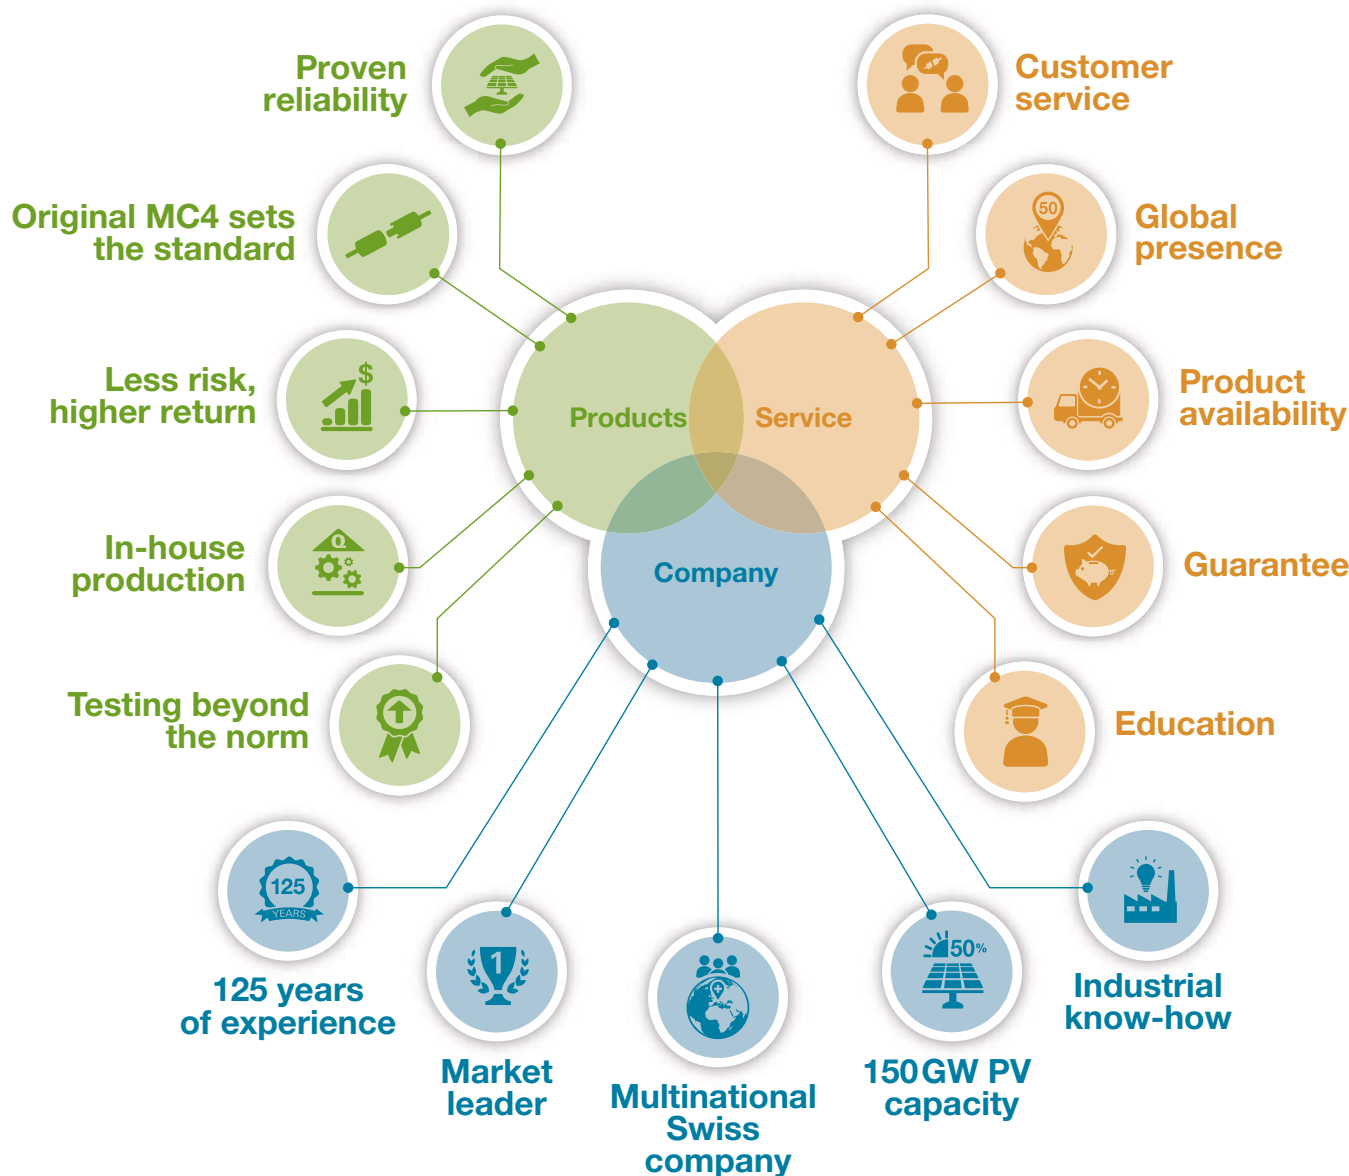 Proven
reliability
Customer
service
Original MC4 sets
the standard
50
Global
presence
Less risk,
higher return
$
Products
Service
Product
availability
In-house
production
Q
Company
Guarantee
Testing beyond
the norm
Education
125
YEARS
125 years
of experience
1
Market
leader
Multinational
Swiss
company
50%
150 GW PV
capacity
Industrial
know-how